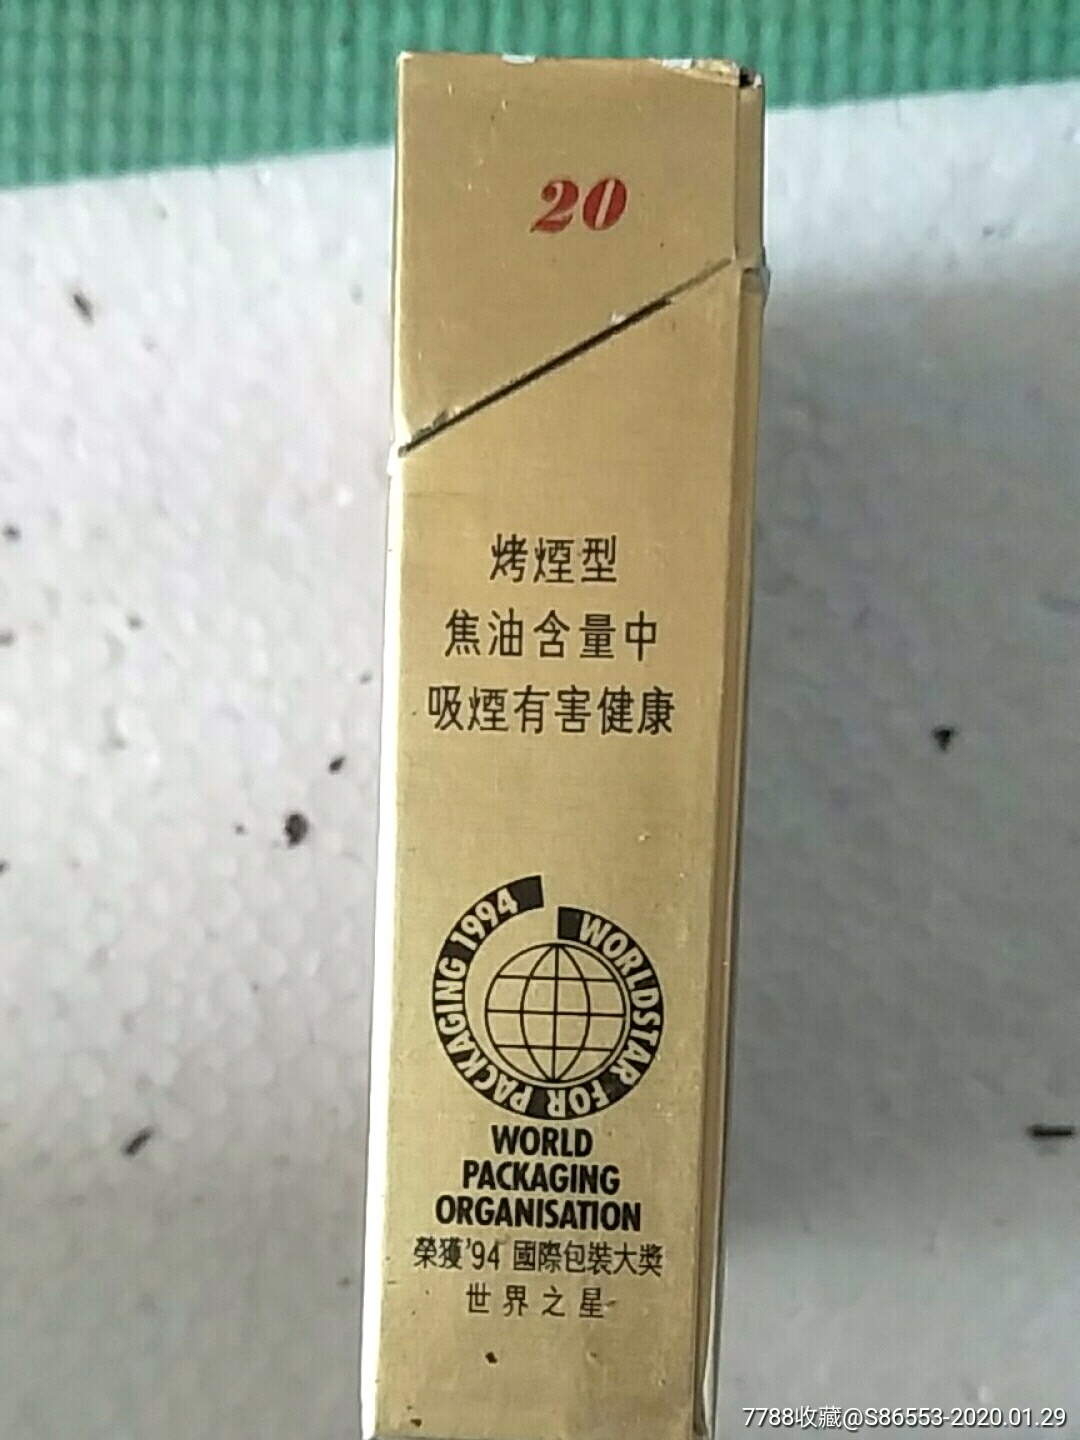 20
烤煙型
焦油含量中
吸煙有害健康
WORLDSTAR FOR PACKAGING 1994
WORLD
PACKAGING
ORGANISATION
榮獲'94 國際包裝大獎
世界之星
7788收藏@S86553-2020.01.29